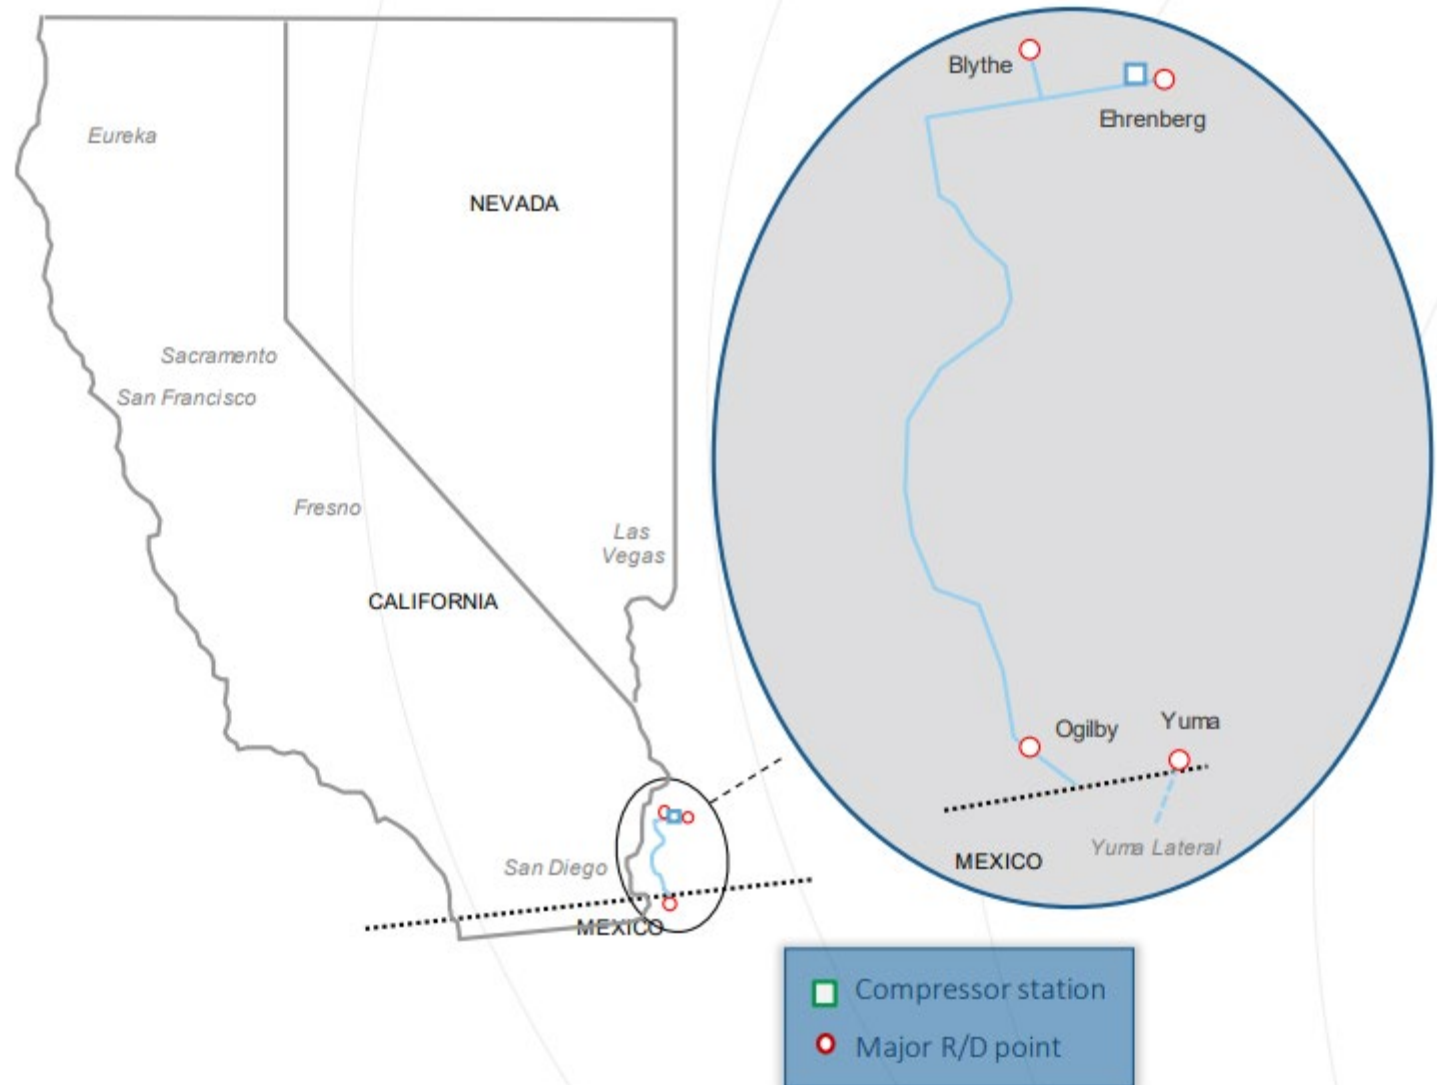 Blythe
Ehrenberg
Eureka
NEVADA
Sacramento
San Francisco
Fresno
Las
Vegas
CALIFORNIA
Ogilby
Yuma
San Diego
MEXICO
Yuma Lateral
MEXICO
Compressor station
Major R/D point